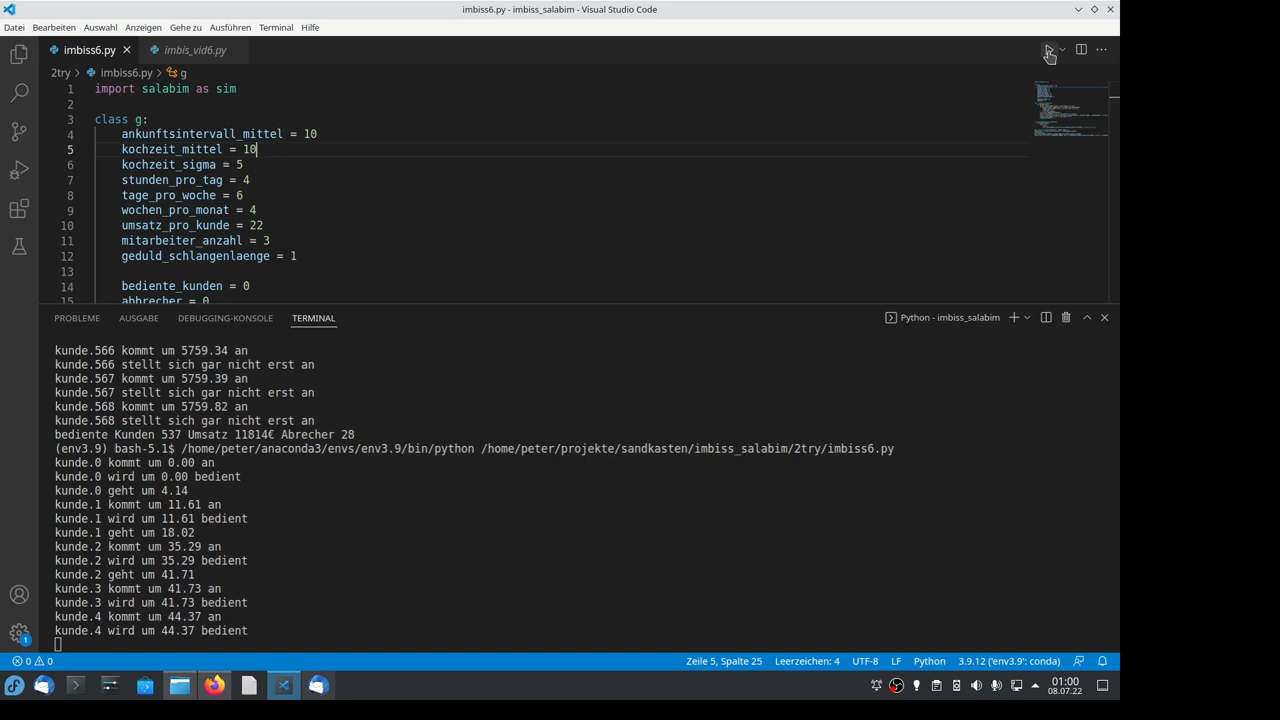 imbiss6.py - imbiss_salabim - Visual Studio Code
Datei Bearbeiten Auswahl Anzeigen Gehe zu Ausführen Terminal Hilfe
imbiss6.py imbis_vid6.py
2try > imbiss6.py > g
1 import salabim as sim
2
3 class g:
4 ankunftsintervall_mittel = 10
5 kochzeit_mittel = 10
6 kochzeit_sigma = 5
7 stunden_pro_tag = 4
8 tage_pro_woche = 6
9 wochen_pro_monat = 4
10 umsatz_pro_kunde = 22
11 mitarbeiter_anzahl = 3
12 geduld_schlangenlaenge = 1
13
14 bediente_kunden = 0
15 abbrecher = 0
PROBLEME AUSGABE DEBUGGING-KONSOLE TERMINAL Python - imbiss_salabim
kunde.566 kommt um 5759.34 an
kunde.566 stellt sich gar nicht erst an
kunde.567 kommt um 5759.39 an
kunde.567 stellt sich gar nicht erst an
kunde.568 kommt um 5759.82 an
kunde.568 stellt sich gar nicht erst an
bediente Kunden 537 Umsatz 11814€ Abrecher 28
(env3.9) bash-5.1$ /home/peter/anaconda3/envs/env3.9/bin/python /home/peter/projekte/sandkasten/imbiss_salabim/2try/imbiss6.py
kunde.0 kommt um 0.00 an
kunde.0 wird um 0.00 bedient
kunde.0 geht um 4.14
kunde.1 kommt um 11.61 an
kunde.1 wird um 11.61 bedient
kunde.1 geht um 18.02
kunde.2 kommt um 35.29 an
kunde.2 wird um 35.29 bedient
kunde.2 geht um 41.71
kunde.3 kommt um 41.73 an
kunde.3 wird um 41.73 bedient
kunde.4 kommt um 44.37 an
kunde.4 wird um 44.37 bedient
1
0 0 Zeile 5, Spalte 25 Leerzeichen: 4 UTF-8 LF Python 3.9.12 ('env3.9': conda)
01:00
08.07.22